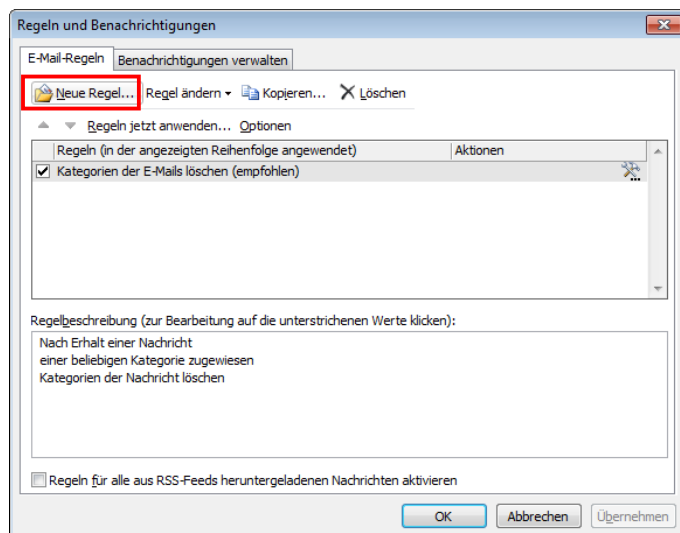 Regeln und Benachrichtigungen
E-Mail-Regeln Benachrichtigungen verwalten
Neue Regel... Regel ändern Kopieren... Löschen
Regeln jetzt anwenden... Optionen
Regeln (in der angezeigten Reihenfolge angewendet) Aktionen
Kategorien der E-Mails löschen (empfohlen)
Regelbeschreibung (zur Bearbeitung auf die unterstrichenen Werte klicken):
Nach Erhalt einer Nachricht
einer beliebigen Kategorie zugewiesen
Kategorien der Nachricht löschen
Regeln für alle aus RSS-Feeds heruntergeladenen Nachrichten aktivieren
OK Abbrechen Übernehmen